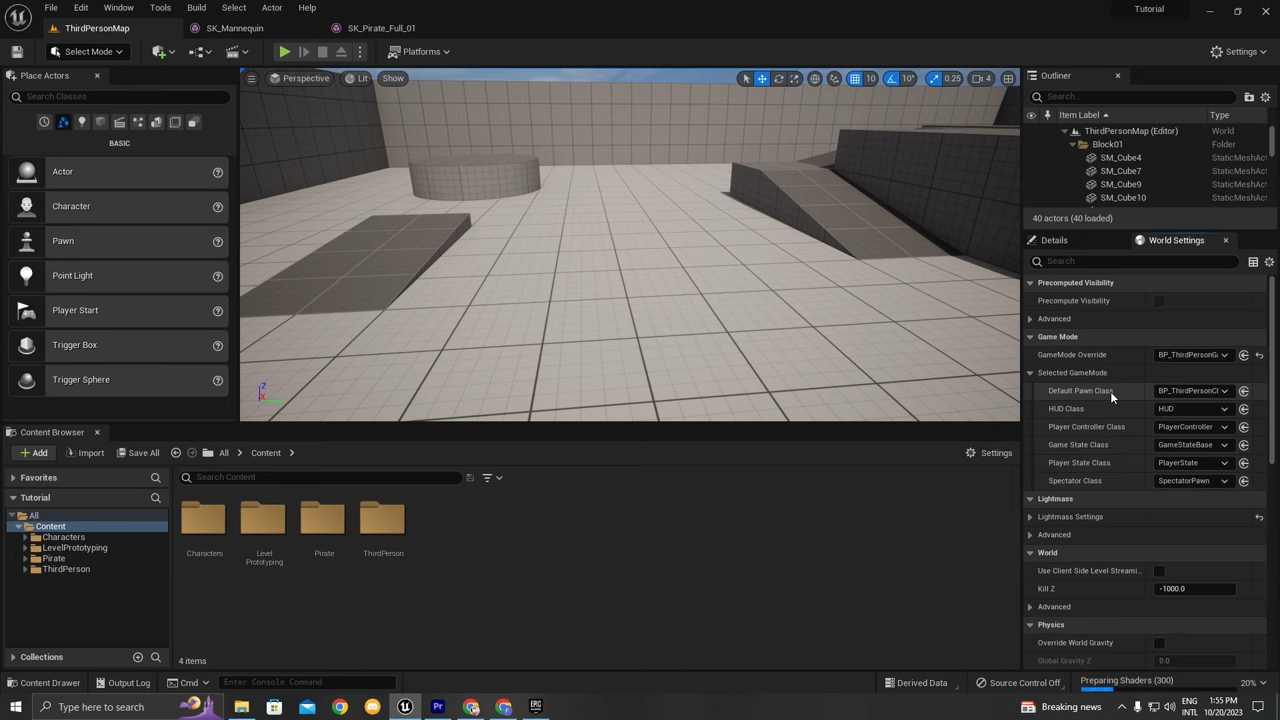 File Edit Window Tools Build Select Actor Help
Tutorial
ThirdPersonMap SK_Mannequin SK_Pirate_Full_01
Select Mode Platforms Settings
Place Actors
Search Classes
BASIC
Actor
Character
Pawn
Point Light
Player Start
Trigger Box
Trigger Sphere
Perspective Lit Show 10 10° 0.25 4
Outliner
Search...
Item Label Type
ThirdPersonMap (Editor) World
Block01 Folder
SM_Cube4 StaticMeshAct
SM_Cube7 StaticMeshAct
SM_Cube9 StaticMeshAct
SM_Cube10 StaticMeshAct
40 actors (40 loaded)
Details World Settings
Search
Precomputed Visibility
Precompute Visibility
Advanced
Game Mode
GameMode Override BP_ThirdPersonG
Selected GameMode
Default Pawn Class BP_ThirdPersonCl
HUD Class HUD
Player Controller Class PlayerController
Game State Class GameStateBase
Player State Class PlayerState
Spectator Class SpectatorPawn
Lightmass
Lightmass Settings
Advanced
World
Use Client Side Level Streami...
Kill Z -1000.0
Advanced
Physics
Override World Gravity
Global Gravity Z 0.0
Content Browser
Add Import Save All All Content Settings
Favorites
Tutorial
All
Content
Characters
LevelPrototyping
Pirate
ThirdPerson
Collections
Search Content
Characters
Level Prototyping
Pirate
ThirdPerson
4 items
Content Drawer Output Log Cmd Enter Console Command Derived Data Source Control Off Preparing Shaders (300) 20%
Type here to search
Breaking news
ENG
INTL
1:55 PM
10/20/2023